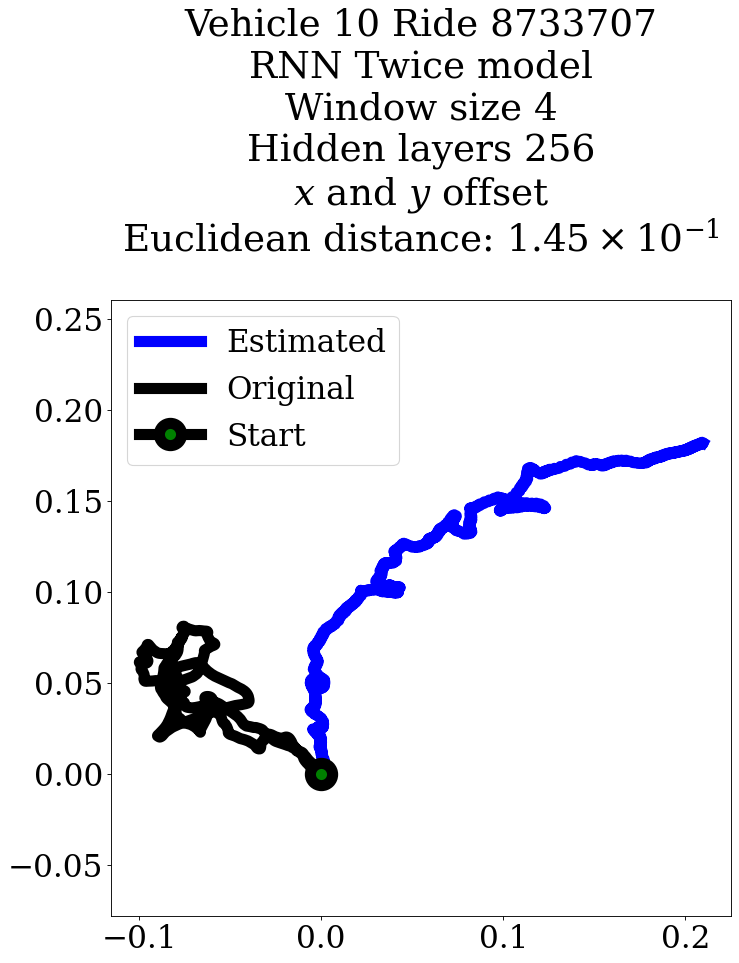 Vehicle 10 Ride 8733707
RNN Twice model
Window size 4
Hidden layers 256
x and y offset
Euclidean distance: 1.45 × 10⁻¹
Estimated
Original
Start
0.25
0.20
0.15
0.10
0.05
0.00
−0.05
−0.1
0.0
0.1
0.2